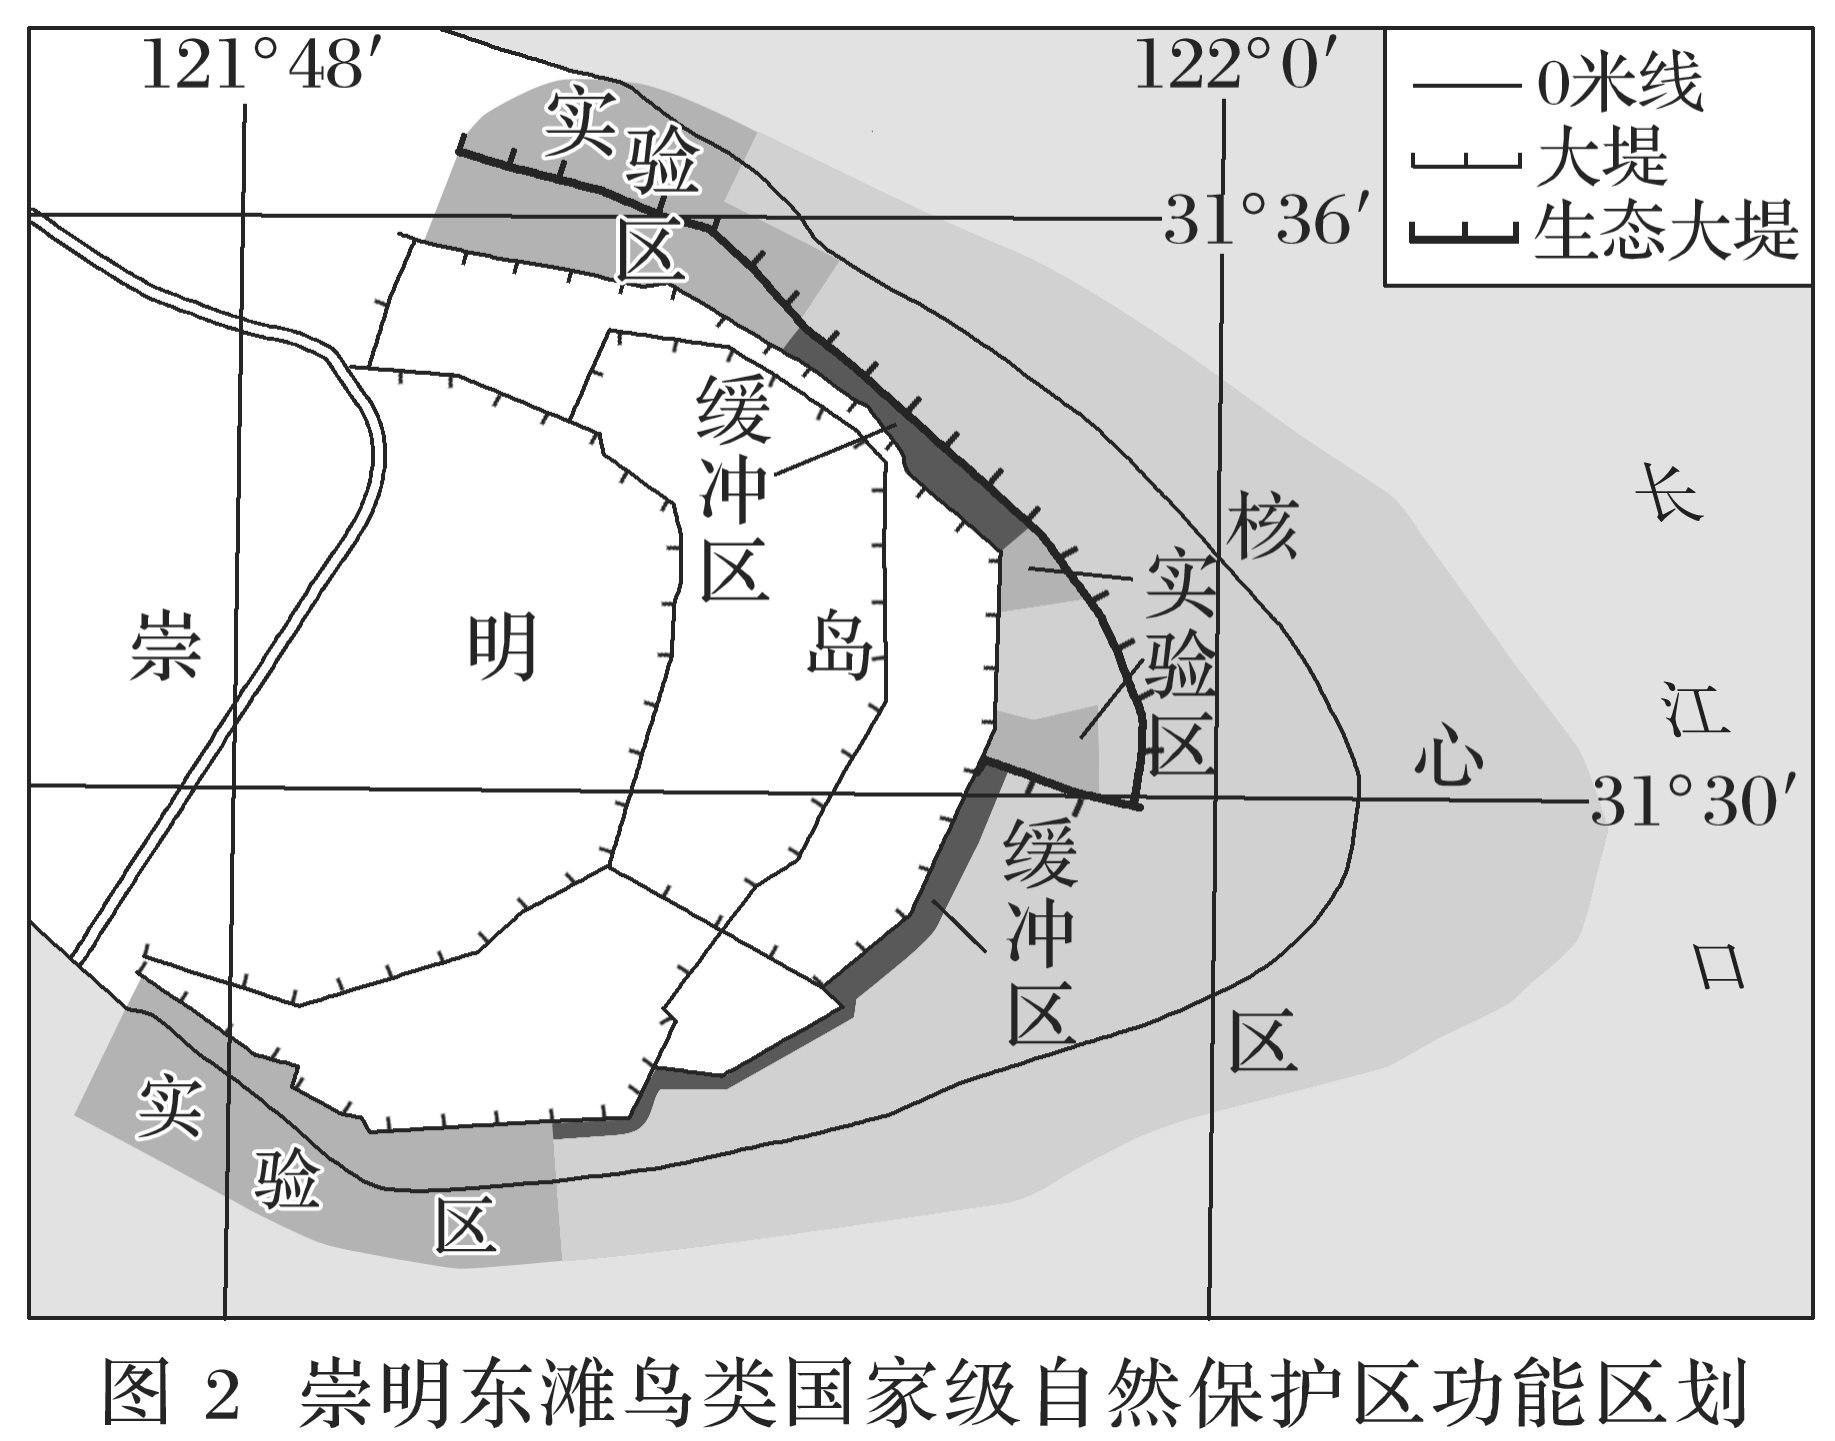 121°48′
122°0′
0米线
大堤
生态大堤
31°36′
实验区
缓冲区
核心区
实验区
长江口
崇明岛
31°30′
缓冲区
实验区
图2 崇明东滩鸟类国家级自然保护区功能区划